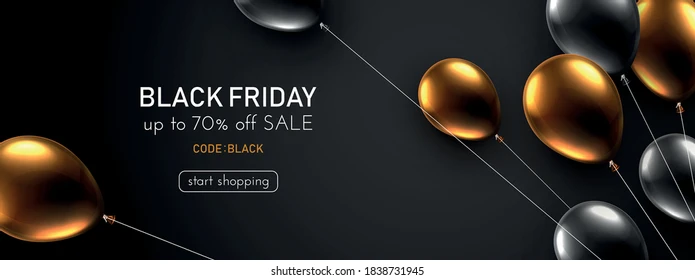 BLACK FRIDAY
up to 70% off SALE
CODE:BLACK
start shopping
shutterstock.com · 1838731945